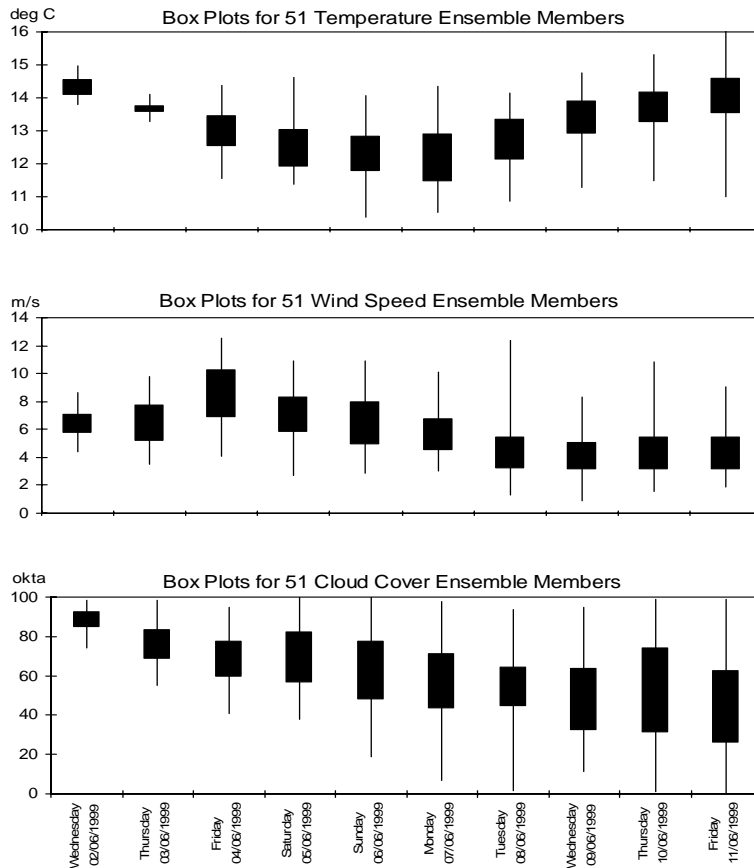 deg C
Box Plots for 51 Temperature Ensemble Members
16
15
14
13
12
11
10
m/s
Box Plots for 51 Wind Speed Ensemble Members
14
12
10
8
6
4
2
0
okta
Box Plots for 51 Cloud Cover Ensemble Members
100
80
60
40
20
0
Wednesday
02/06/1999
Thursday
03/06/1999
Friday
04/06/1999
Saturday
05/06/1999
Sunday
06/06/1999
Monday
07/06/1999
Tuesday
08/06/1999
Wednesday
09/06/1999
Thursday
10/06/1999
Friday
11/06/1999